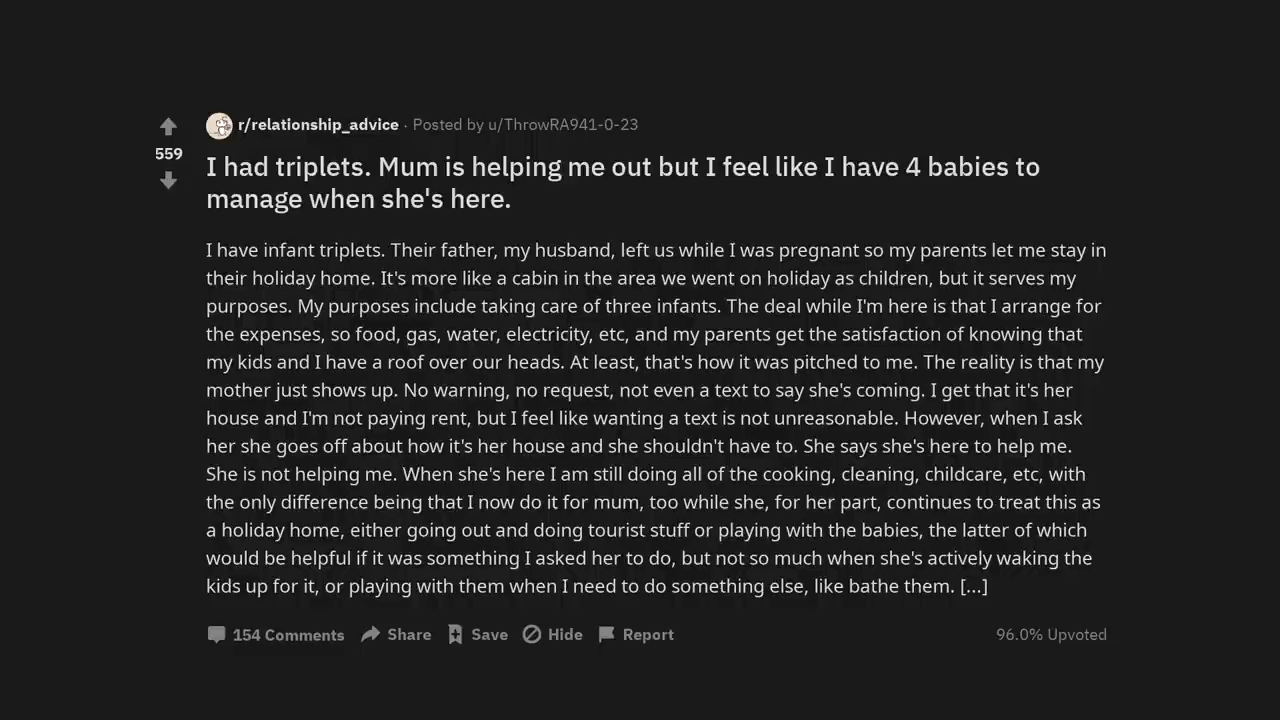 r/relationship_advice · Posted by u/ThrowRA941-0-23
559
I had triplets. Mum is helping me out but I feel like I have 4 babies to
manage when she's here.
I have infant triplets. Their father, my husband, left us while I was pregnant so my parents let me stay in
their holiday home. It's more like a cabin in the area we went on holiday as children, but it serves my
purposes. My purposes include taking care of three infants. The deal while I'm here is that I arrange for
the expenses, so food, gas, water, electricity, etc, and my parents get the satisfaction of knowing that
my kids and I have a roof over our heads. At least, that's how it was pitched to me. The reality is that my
mother just shows up. No warning, no request, not even a text to say she's coming. I get that it's her
house and I'm not paying rent, but I feel like wanting a text is not unreasonable. However, when I ask
her she goes off about how it's her house and she shouldn't have to. She says she's here to help me.
She is not helping me. When she's here I am still doing all of the cooking, cleaning, childcare, etc, with
the only difference being that I now do it for mum, too while she, for her part, continues to treat this as
a holiday home, either going out and doing tourist stuff or playing with the babies, the latter of which
would be helpful if it was something I asked her to do, but not so much when she's actively waking the
kids up for it, or playing with them when I need to do something else, like bathe them. [...]
154 Comments Share Save Hide Report 96.0% Upvoted